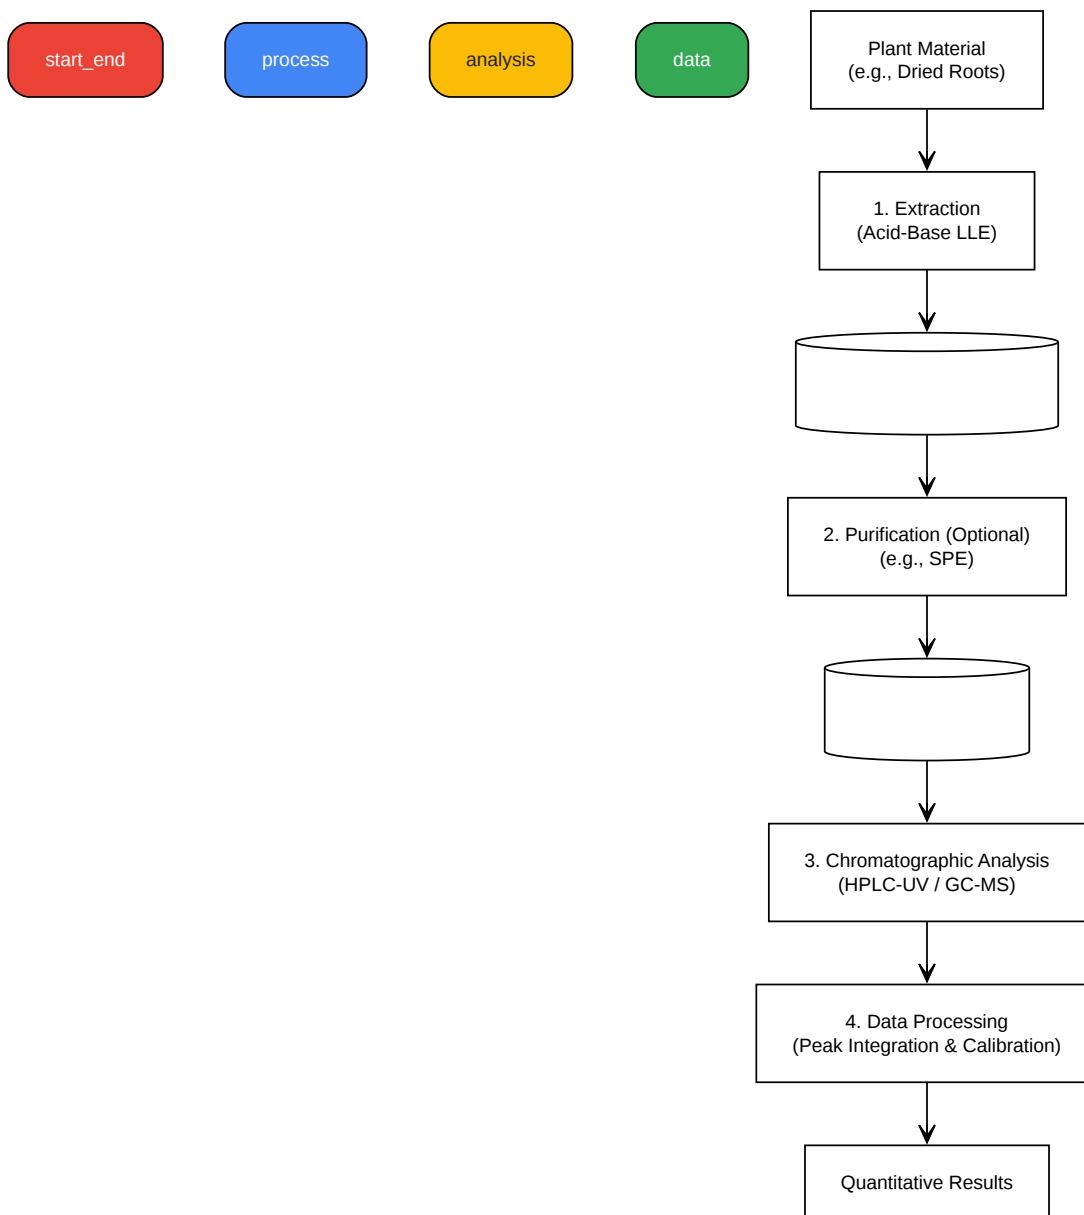 start_end
process
analysis
data
Plant Material
(e.g., Dried Roots)
1. Extraction
(Acid-Base LLE)
2. Purification (Optional)
(e.g., SPE)
3. Chromatographic Analysis
(HPLC-UV / GC-MS)
4. Data Processing
(Peak Integration & Calibration)
Quantitative Results